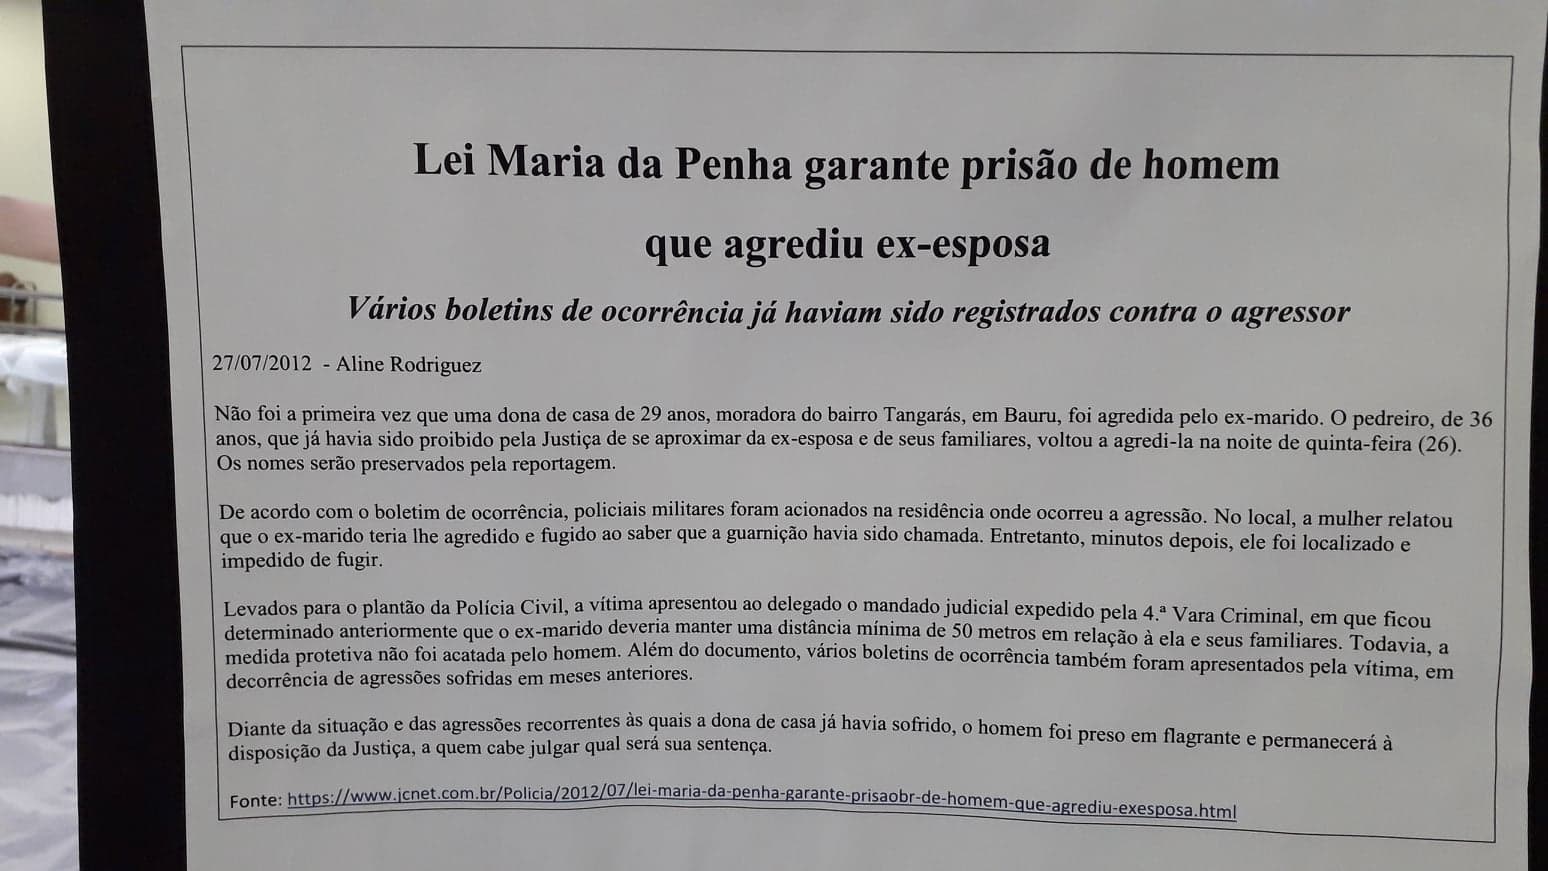 Lei Maria da Penha garante prisão de homem
que agrediu ex-esposa
Vários boletins de ocorrência já haviam sido registrados contra o agressor
27/07/2012 - Aline Rodriguez
Não foi a primeira vez que uma dona de casa de 29 anos, moradora do bairro Tangarás, em Bauru, foi agredida pelo ex-marido. O pedreiro, de 36
anos, que já havia sido proibido pela Justiça de se aproximar da ex-esposa e de seus familiares, voltou a agredi-la na noite de quinta-feira (26).
Os nomes serão preservados pela reportagem.
De acordo com o boletim de ocorrência, policiais militares foram acionados na residência onde ocorreu a agressão. No local, a mulher relatou
que o ex-marido teria lhe agredido e fugido ao saber que a guarnição havia sido chamada. Entretanto, minutos depois, ele foi localizado e
impedido de fugir.
Levados para o plantão da Polícia Civil, a vítima apresentou ao delegado o mandado judicial expedido pela 4.ª Vara Criminal, em que ficou
determinado anteriormente que o ex-marido deveria manter uma distância mínima de 50 metros em relação à ela e seus familiares. Todavia, a
medida protetiva não foi acatada pelo homem. Além do documento, vários boletins de ocorrência também foram apresentados pela vítima, em
decorrência de agressões sofridas em meses anteriores.
Diante da situação e das agressões recorrentes às quais a dona de casa já havia sofrido, o homem foi preso em flagrante e permanecerá à
disposição da Justiça, a quem cabe julgar qual será sua sentença.
Fonte: https://www.jcnet.com.br/Policia/2012/07/lei-maria-da-penha-garante-prisaobr-de-homem-que-agrediu-exesposa.html